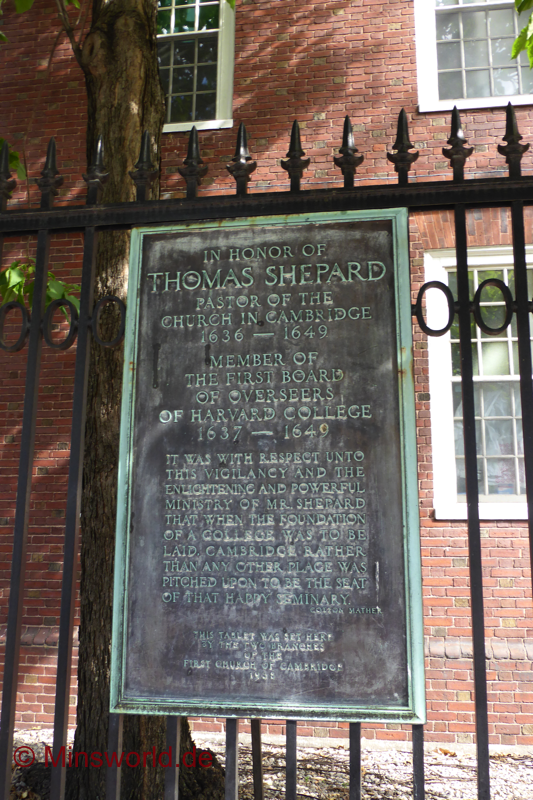 IN HONOR OF
THOMAS SHEPARD
PASTOR OF THE
CHURCH IN CAMBRIDGE
1636 — 1649
MEMBER OF
THE FIRST BOARD
OF OVERSEERS
OF HARVARD COLLEGE
1637 — 1649
IT WAS WITH RESPECT UNTO
THIS VIGILANCY AND THE
ENLIGHTENING AND POWERFUL
MINISTRY OF MR. SHEPARD
THAT WHEN THE FOUNDATION
OF A COLLEGE WAS TO BE
LAID, CAMBRIDGE RATHER
THAN ANY OTHER PLACE WAS
PITCHED UPON TO BE THE SEAT
OF THAT HAPPY SEMINARY.
COTTON MATHER
THIS TABLET WAS SET HERE
BY THE TWO BRANCHES
OF THE
FIRST CHURCH OF CAMBRIDGE
© Minsworld.de